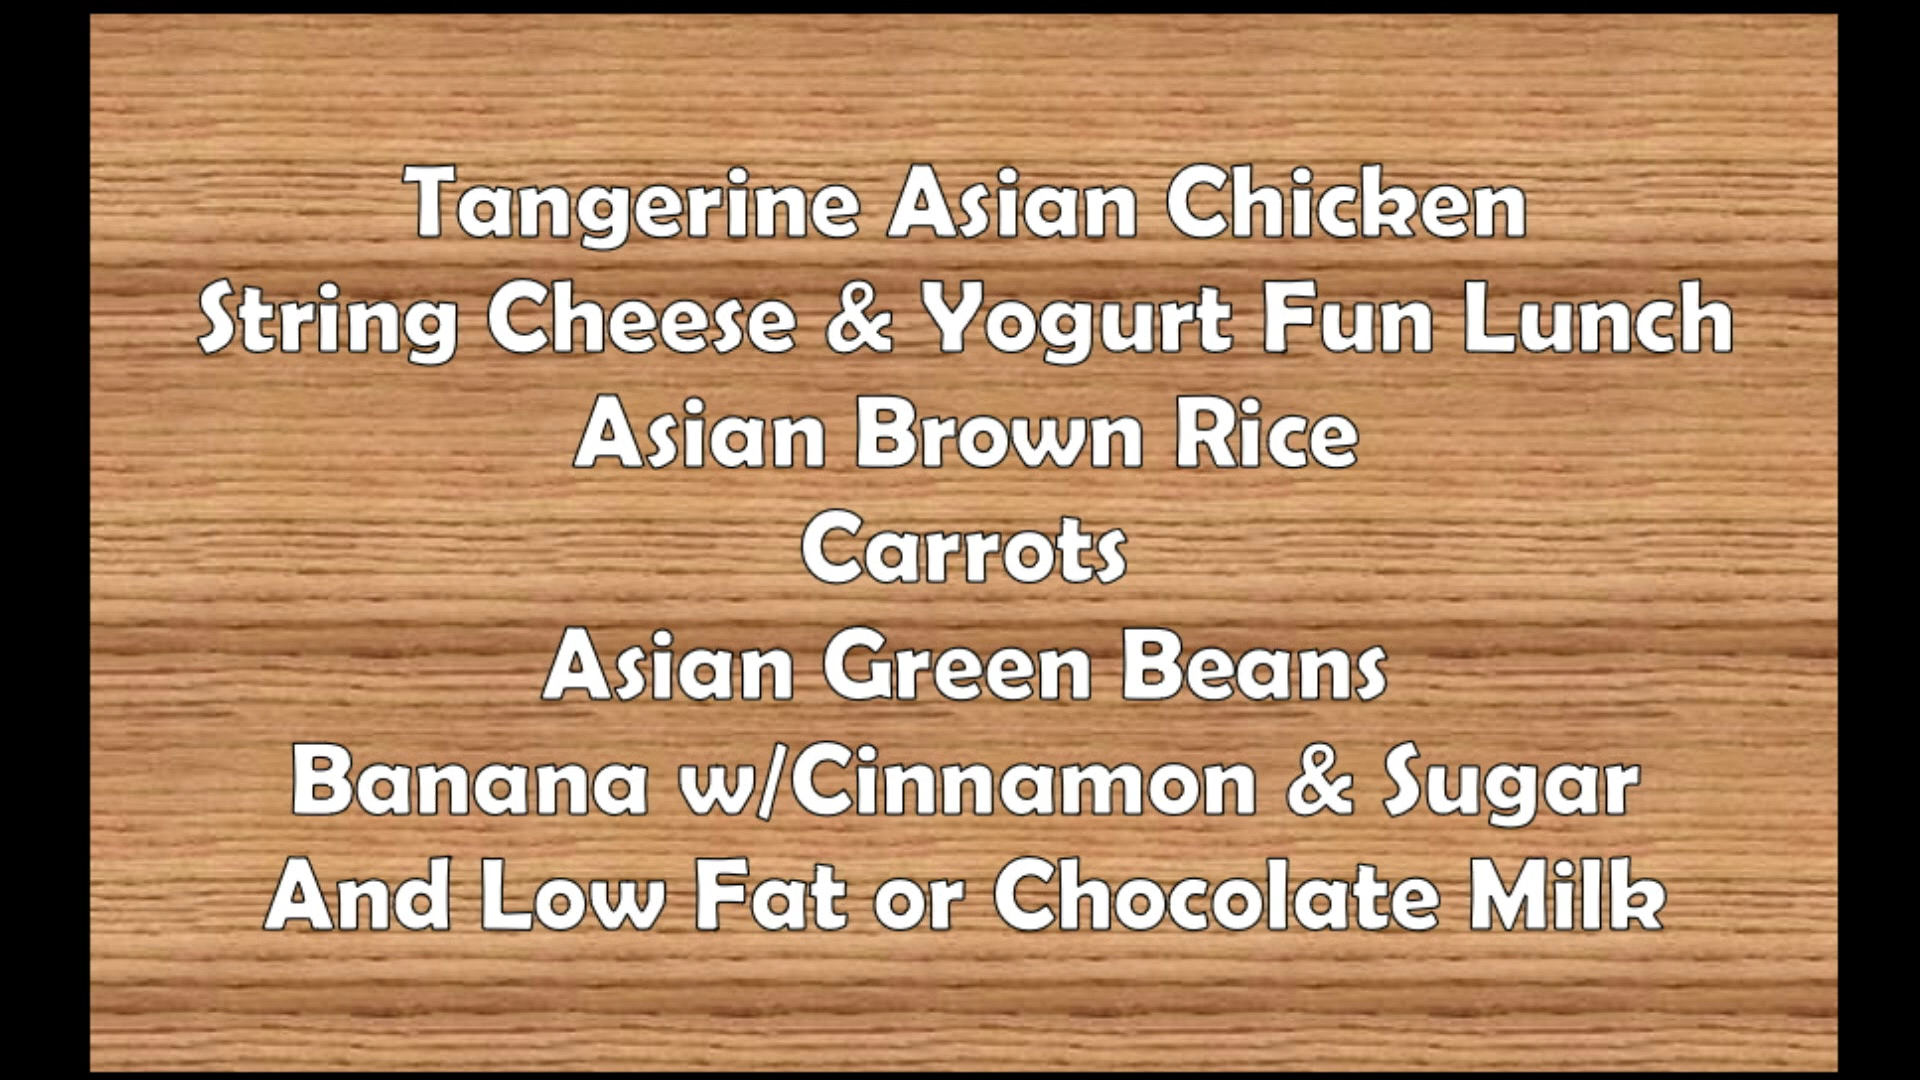 Tangerine Asian Chicken
String Cheese & Yogurt Fun Lunch
Asian Brown Rice
Carrots
Asian Green Beans
Banana w/Cinnamon & Sugar
And Low Fat or Chocolate Milk